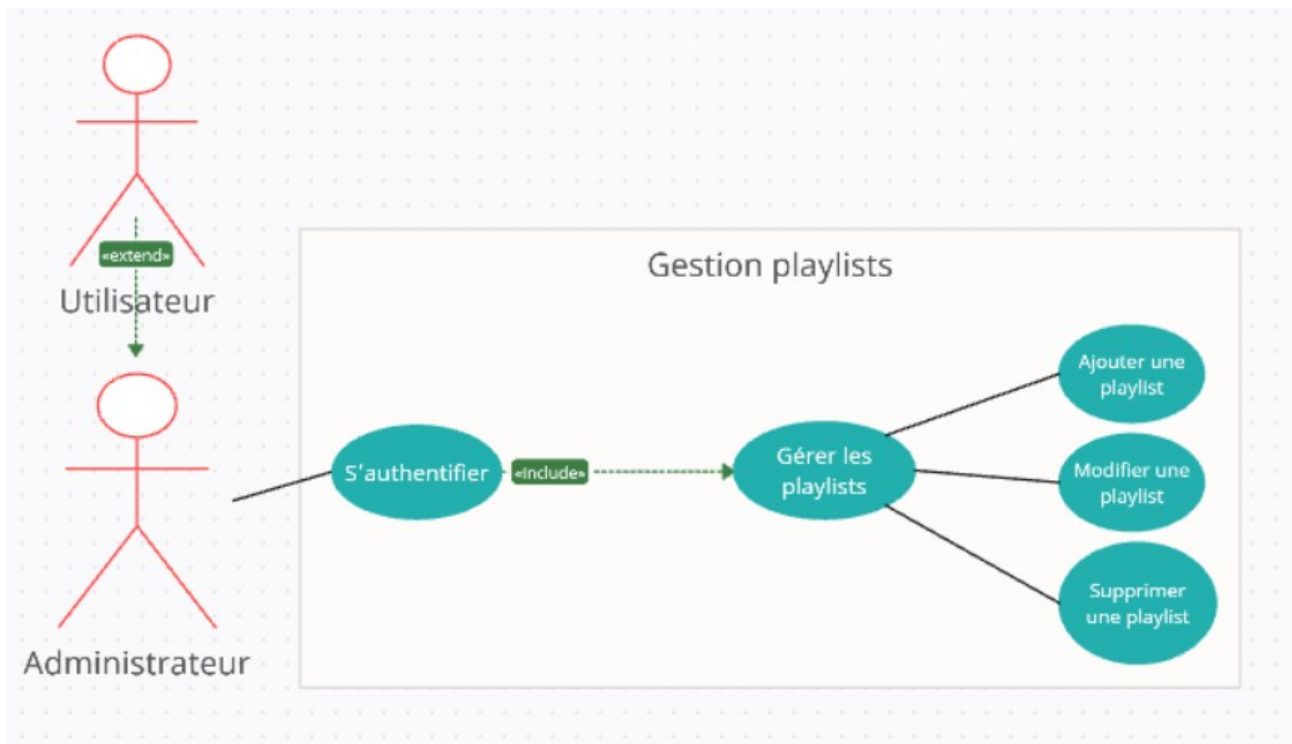 «extend»
Utilisateur
Gestion playlists
Ajouter une
playlist
S'authentifier
«Include»
Gérer les
playlists
Modifier une
playlist
Supprimer
une playlist
Administrateur